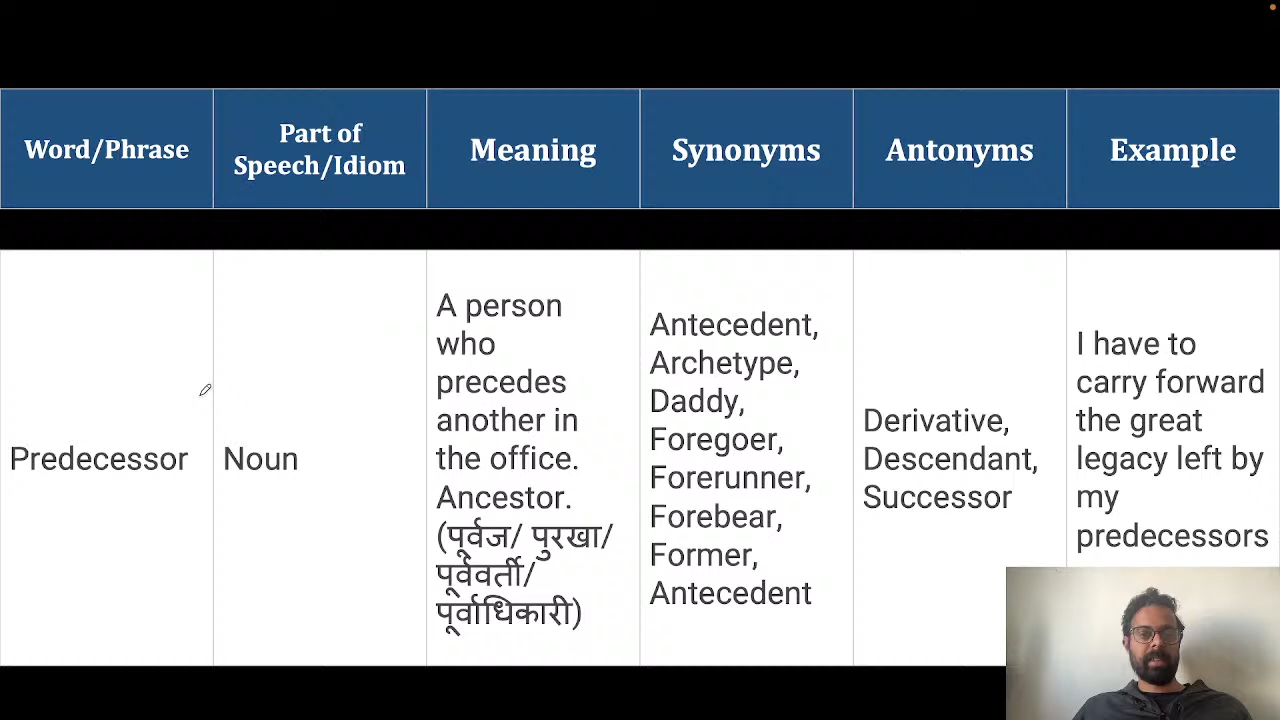 Word/Phrase
Part of
Speech/Idiom
Meaning
Synonyms
Antonyms
Example
Predecessor
Noun
A person
who
precedes
another in
the office.
Ancestor.
(पूर्वज/ पुरखा/
पूर्ववर्ती/
पूर्वाधिकारी)
Antecedent,
Archetype,
Daddy,
Foregoer,
Forerunner,
Forebear,
Former,
Antecedent
Derivative,
Descendant,
Successor
I have to
carry forward
the great
legacy left by
my
predecessors